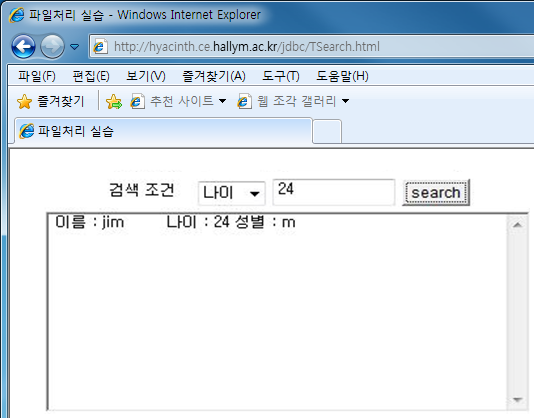 파일처리 실습 - Windows Internet Explorer
http://hyacinth.ce.hallym.ac.kr/jdbc/TSearch.html
파일(F) 편집(E) 보기(V) 즐겨찾기(A) 도구(T) 도움말(H)
즐겨찾기 추천 사이트 웹 조각 갤러리
파일처리 실습
검색 조건 나이 24 search
이름 : jim 나이 : 24 성별 : m